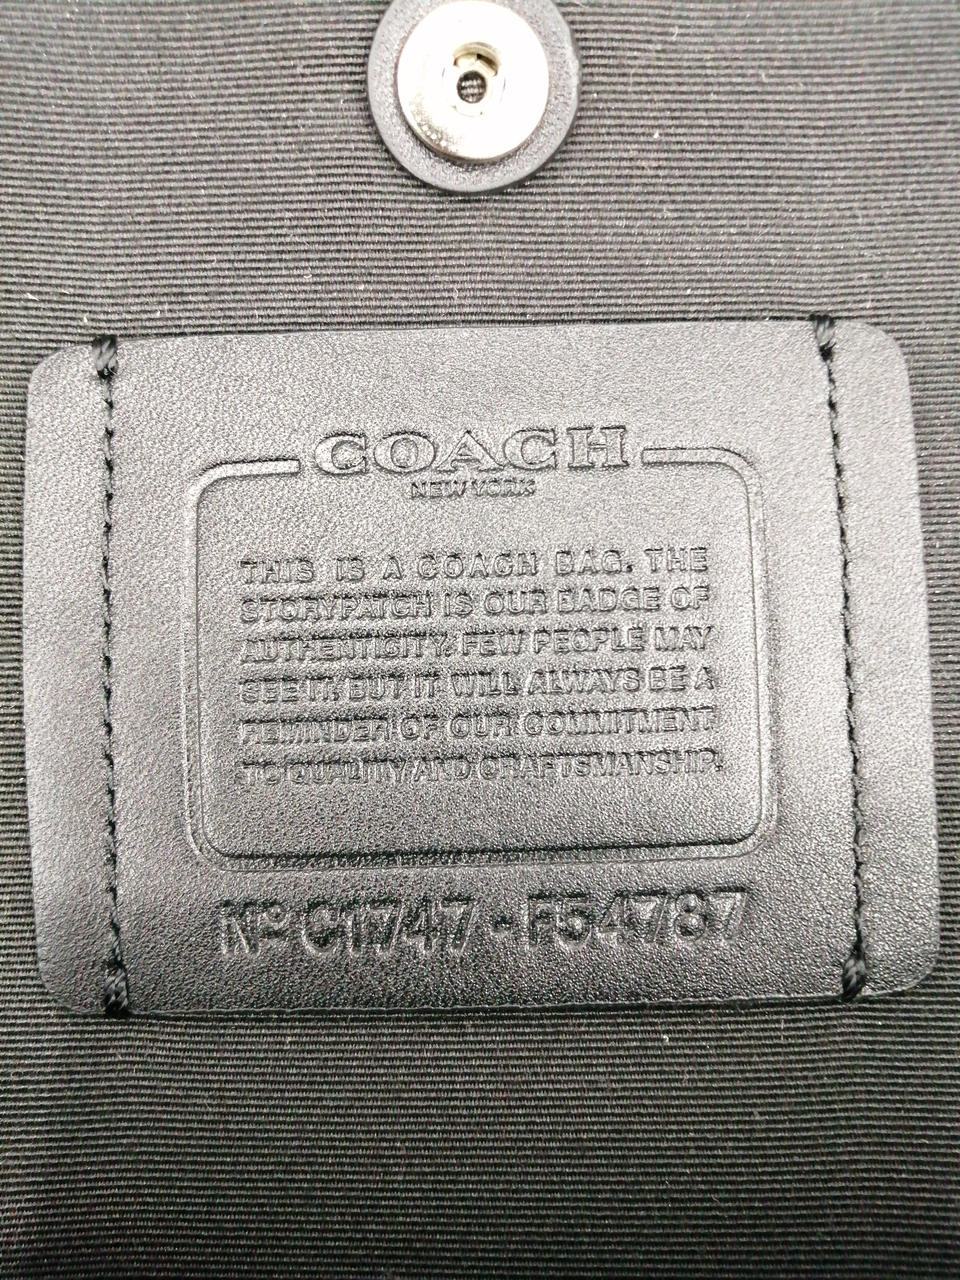 COACH
NEW YORK
THIS IS A COACH BAG. THE
STORYPATCH IS OUR BADGE OF
AUTHENTICITY. FEW PEOPLE MAY
SEE IT, BUT IT WILL ALWAYS BE A
REMINDER OF OUR COMMITMENT
TO QUALITY AND CRAFTSMANSHIP.
Nº C1747 - F54787